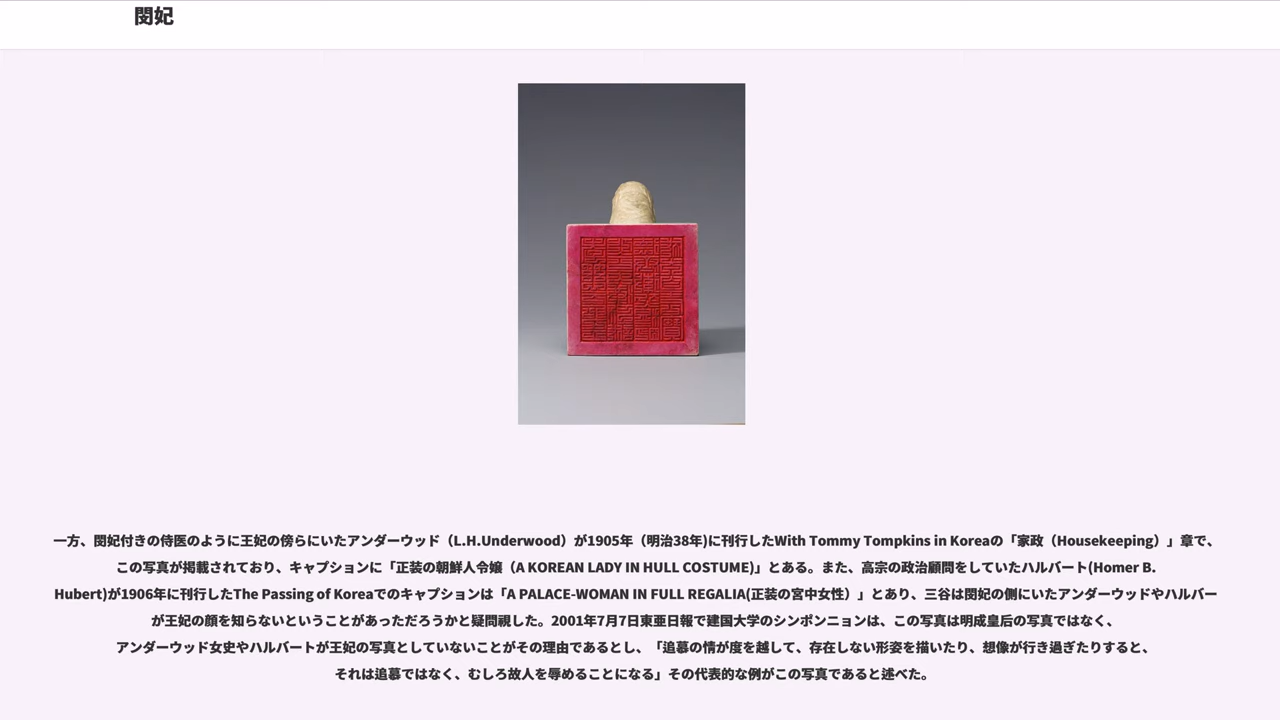 閔妃
一方、閔妃付きの侍医のように王妃の傍らにいたアンダーウッド（L.H.Underwood）が1905年（明治38年)に刊行したWith Tommy Tompkins in Koreaの「家政（Housekeeping）」章で、
この写真が掲載されており、キャプションに「正装の朝鮮人令嬢（A KOREAN LADY IN HULL COSTUME)」とある。また、高宗の政治顧問をしていたハルバート(Homer B.
Hubert)が1906年に刊行したThe Passing of Koreaでのキャプションは「A PALACE-WOMAN IN FULL REGALIA(正装の宮中女性）」とあり、三谷は閔妃の側にいたアンダーウッドやハルバー
が王妃の顔を知らないということがあっただろうかと疑問視した。2001年7月7日東亜日報で建国大学のシンポンニョンは、この写真は明成皇后の写真ではなく、
アンダーウッド女史やハルバートが王妃の写真としていないことがその理由であるとし、「追慕の情が度を越して、存在しない形姿を描いたり、想像が行き過ぎたりすると、
それは追慕ではなく、むしろ故人を辱めることになる」その代表的な例がこの写真であると述べた。